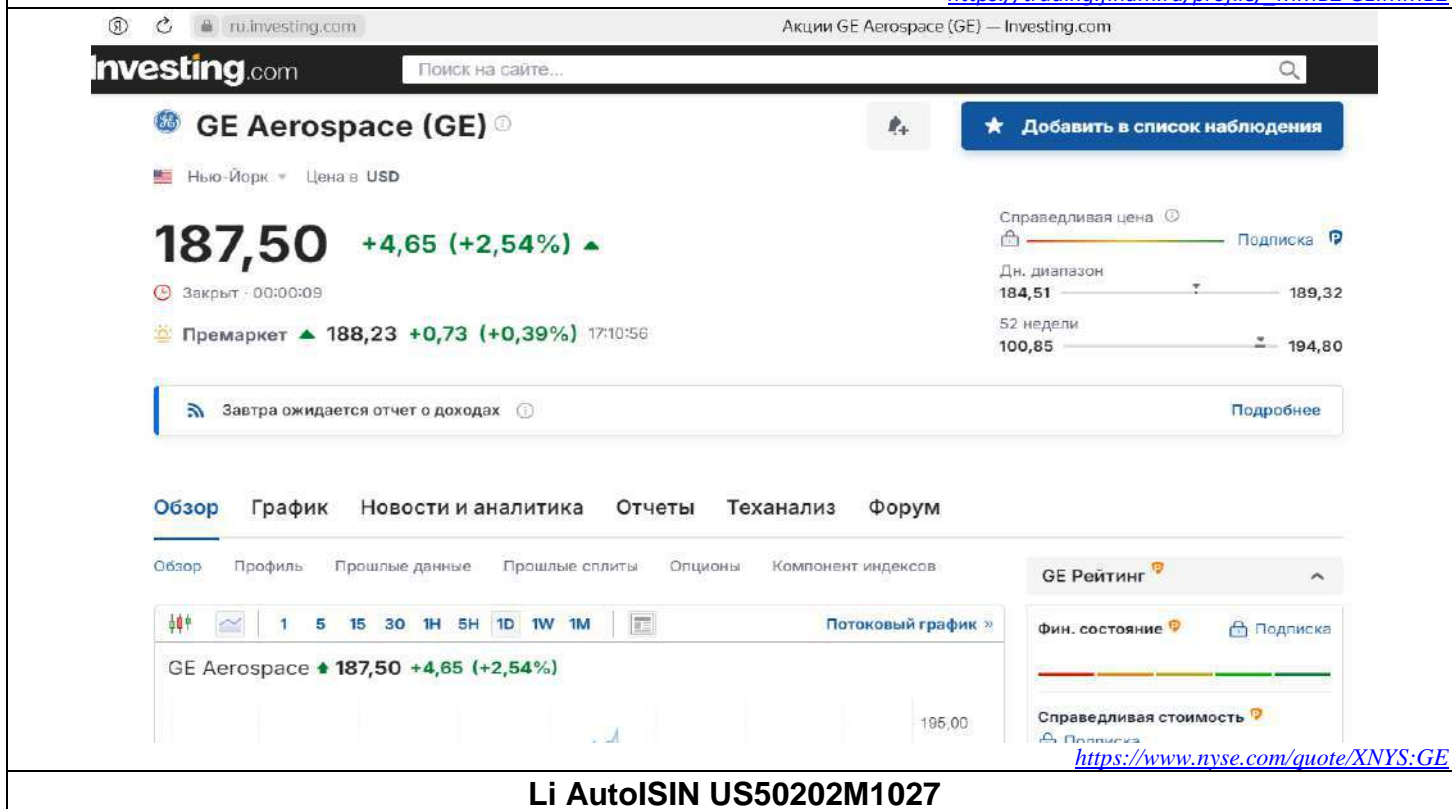 ru.investing.com
Акции GE Aerospace (GE) — Investing.com
Investing.com
Поиск на сайте...
GE Aerospace (GE)
Добавить в список наблюдения
Нью-Йорк
Цена в USD
187,50 +4,65 (+2,54%)
Справедливая цена
Подписка
Закрыт · 00:00:09
Дн. диапазон
184,51 189,32
Премаркет 188,23 +0,73 (+0,39%) 17:10:56
52 недели
100,85 194,80
Завтра ожидается отчет о доходах
Подробнее
Обзор График Новости и аналитика Отчеты Теханализ Форум
Обзор Профиль Прошлые данные Прошлые сплиты Опционы Компонент индексов
GE Рейтинг
1 5 15 30 1H 5H 1D 1W 1M
Потоковый график »
Фин. состояние Подписка
GE Aerospace 187,50 +4,65 (+2,54%)
195,00
Справедливая стоимость
Подписка
https://www.nyse.com/quote/XNYS:GE
Li AutoISIN US50202M1027